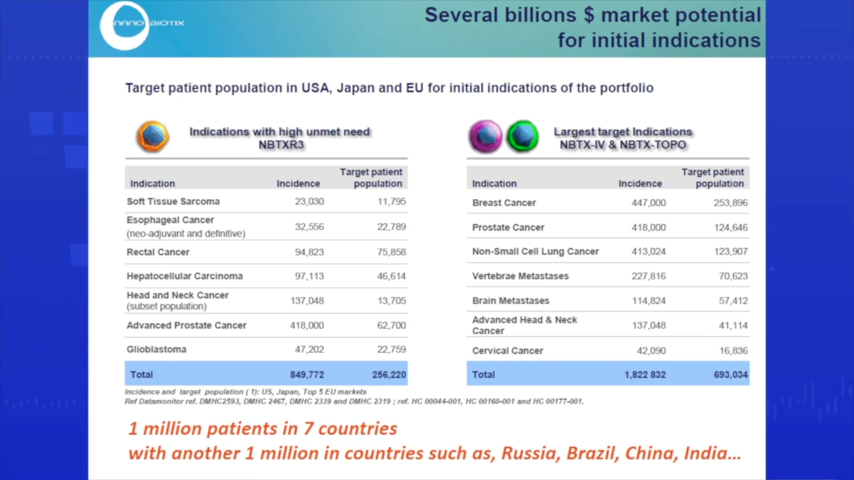 NANOBIOTIX
Several billions $ market potential
for initial indications
Target patient population in USA, Japan and EU for initial indications of the portfolio
Indications with high unmet need
NBTXR3
Indication Incidence Target patient population
Soft Tissue Sarcoma 23,030 11,795
Esophageal Cancer
(neo-adjuvant and definitive) 32,556 22,789
Rectal Cancer 94,823 75,858
Hepatocellular Carcinoma 97,113 46,614
Head and Neck Cancer
(subset population) 137,048 13,705
Advanced Prostate Cancer 418,000 62,700
Glioblastoma 47,202 22,759
Total 849,772 256,220
Largest target Indications
NBTX-IV & NBTX-TOPO
Indication Incidence Target patient population
Breast Cancer 447,000 253,896
Prostate Cancer 418,000 124,646
Non-Small Cell Lung Cancer 413,024 123,907
Vertebrae Metastases 227,816 70,623
Brain Metastases 114,824 57,412
Advanced Head & Neck
Cancer 137,048 41,114
Cervical Cancer 42,090 16,836
Total 1,822 832 693,034
Incidence and target population ( 1): US, Japan, Top 5 EU markets
Ref Datamonitor ref. DMHC2593, DMHC 2467, DMHC 2339 and DMHC 2319 ; ref. HC 00044-001, HC 00160-001 and HC 00177-001.
1 million patients in 7 countries
with another 1 million in countries such as, Russia, Brazil, China, India...